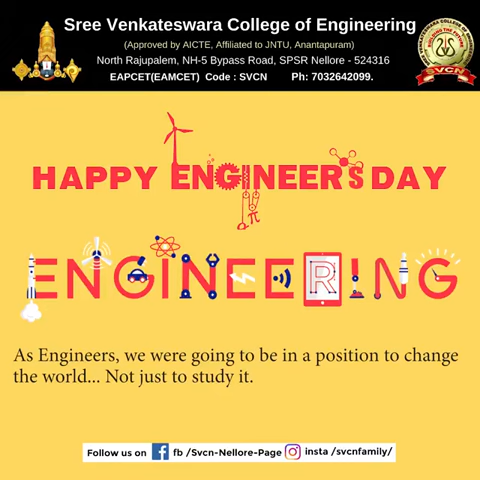 Sree Venkateswara College of Engineering
(Approved by AICTE, Affiliated to JNTU, Anantapuram)
North Rajupalem, NH-5 Bypass Road, SPSR Nellore - 524316
EAPCET(EAMCET) Code : SVCN Ph: 7032642099.
SVCN
HAPPY ENGINEER'S DAY
π
ENGINEERING
As Engineers, we were going to be in a position to change
the world... Not just to study it.
Follow us on fb /Svcn-Nellore-Page insta /svcnfamily/